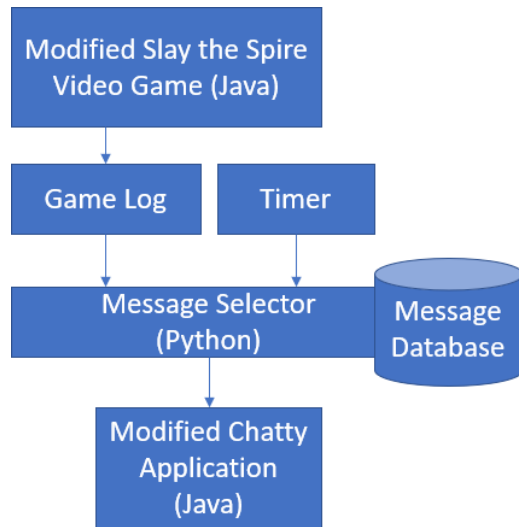 Modified Slay the Spire
Video Game (Java)
Game Log
Timer
Message Selector
(Python)
Message
Database
Modified Chatty
Application
(Java)